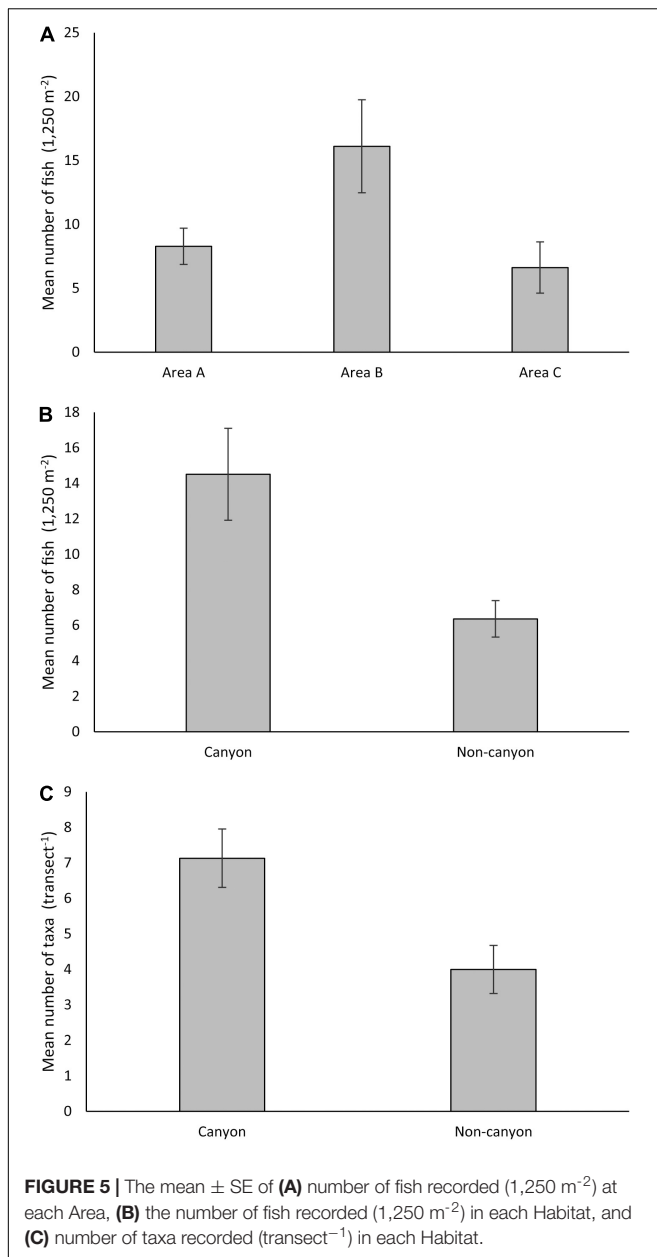 A
Mean number of fish (1,250 m⁻²)
25
20
15
10
5
0
Area A Area B Area C
B
Mean number of fish (1,250 m⁻²)
18
16
14
12
10
8
6
4
2
0
Canyon Non-canyon
C
Mean number of taxa (transect⁻¹)
9
8
7
6
5
4
3
2
1
0
Canyon Non-canyon
FIGURE 5 | The mean ± SE of (A) number of fish recorded (1,250 m⁻²) at
each Area, (B) the number of fish recorded (1,250 m⁻²) in each Habitat, and
(C) number of taxa recorded (transect⁻¹) in each Habitat.